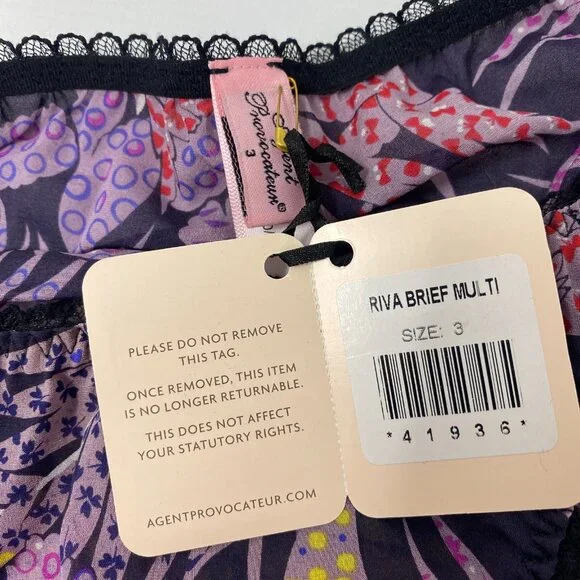 Agent
Provocateur®
3
PLEASE DO NOT REMOVE
THIS TAG.
ONCE REMOVED, THIS ITEM
IS NO LONGER RETURNABLE.
THIS DOES NOT AFFECT
YOUR STATUTORY RIGHTS.
AGENTPROVOCATEUR.COM
RIVA BRIEF MULTI
SIZE: 3
*41936*